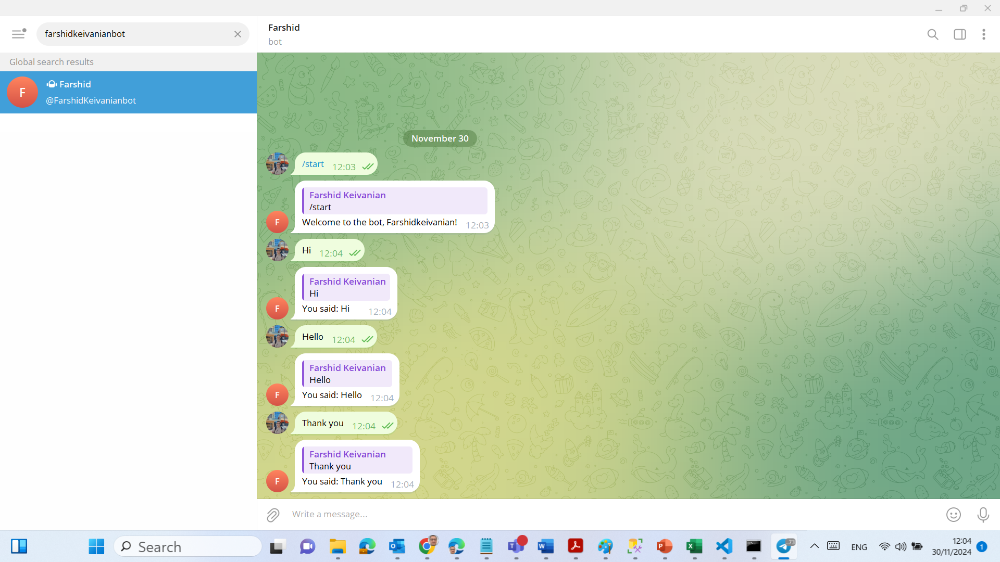 farshidkeivanianbot
Global search results
F
Farshid
@FarshidKeivanianbot
Farshid
bot
November 30
/start 12:03
Farshid Keivanian
/start
F
Welcome to the bot, Farshidkeivanian! 12:03
Hi 12:04
Farshid Keivanian
Hi
F
You said: Hi 12:04
Hello 12:04
Farshid Keivanian
Hello
F
You said: Hello 12:04
Thank you 12:04
Farshid Keivanian
Thank you
F
You said: Thank you 12:04
Write a message...
Search
ENG
12:04
30/11/2024
1
..73